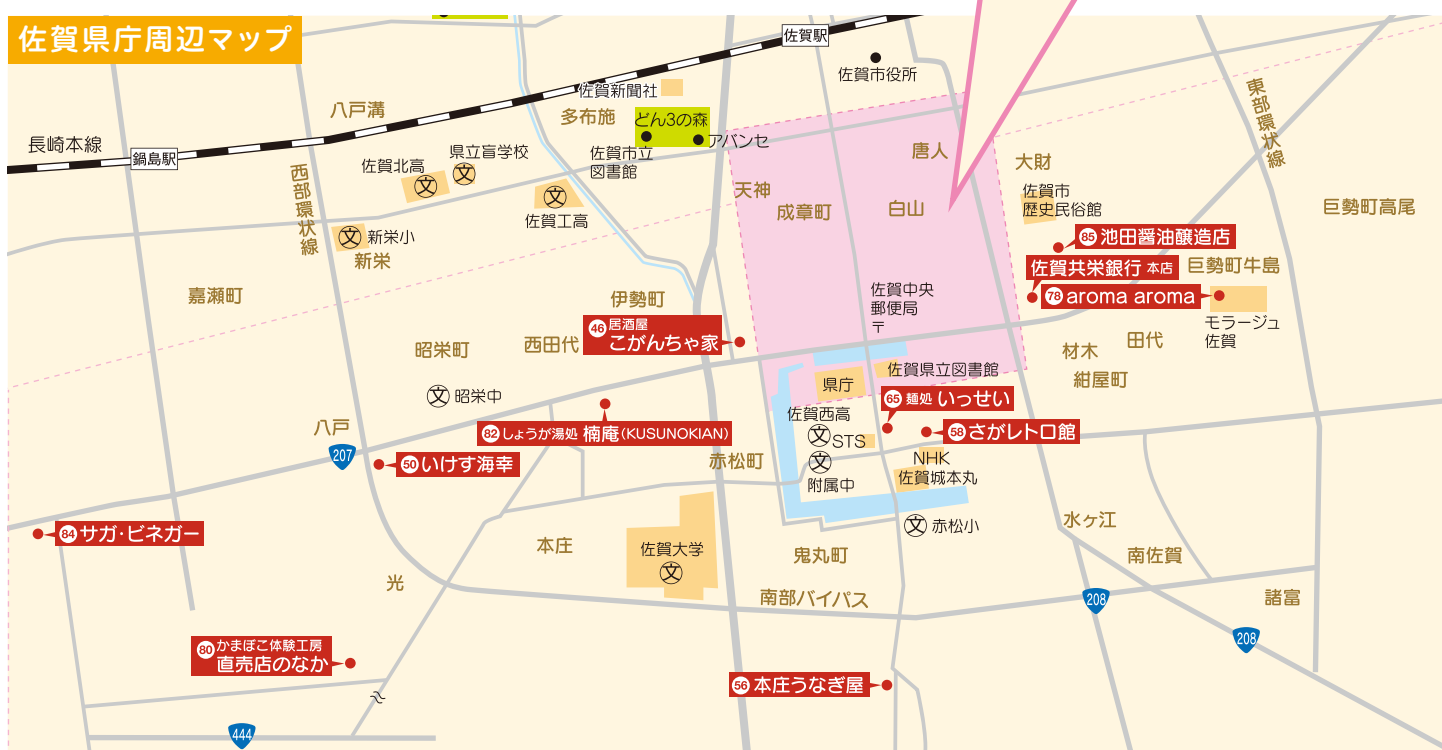 佐賀県庁周辺マップ
佐賀駅
佐賀市役所
佐賀新聞社
八戸溝
多布施
どん3の森
アバンセ
長崎本線
鍋島駅
県立盲学校
佐賀北高
文
文
佐賀市立
図書館
唐人
大財
東部環状線
西部環状線
文
佐賀工高
天神
成章町
白山
佐賀市
歴史民俗館
巨勢町高尾
文
新栄小
新栄
85 池田醤油醸造店
佐賀共栄銀行 本店
巨勢町牛島
78 aroma aroma
嘉瀬町
伊勢町
佐賀中央
郵便局
〒
モラージュ
佐賀
46 居酒屋
こがんちゃ家
昭栄町
西田代
材木
田代
紺屋町
県庁
佐賀県立図書館
文 昭栄中
65 麺処 いっせい
佐賀西高
文
STS
58 さがレトロ館
82 しょうが湯処 楠庵(KUSUNOKIAN)
八戸
207
50 いけす海幸
赤松町
文
附属中
NHK
佐賀城本丸
84 サガ・ビネガー
文 赤松小
水ヶ江
本庄
佐賀大学
文
鬼丸町
南佐賀
光
南部バイパス
208
諸富
208
80 かまぼこ体験工房
直売店のなか
56 本庄うなぎ屋
444